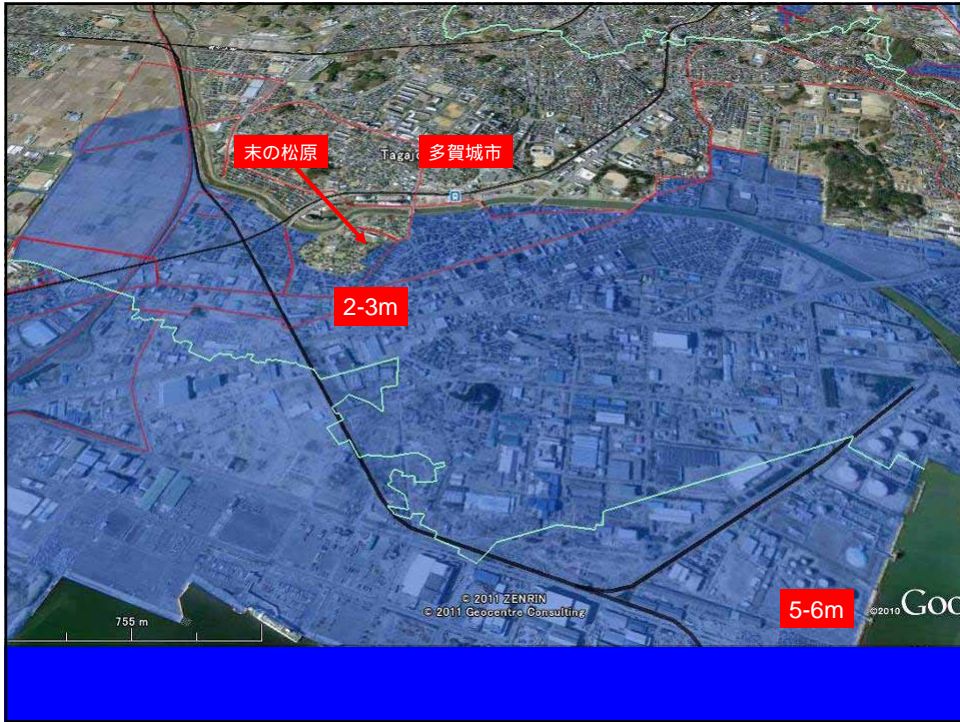 末の松原
Tagajo
多賀城市
2-3m
© 2011 ZENRIN
© 2011 Geocentre Consulting
755 m
5-6m
©2010
Goo